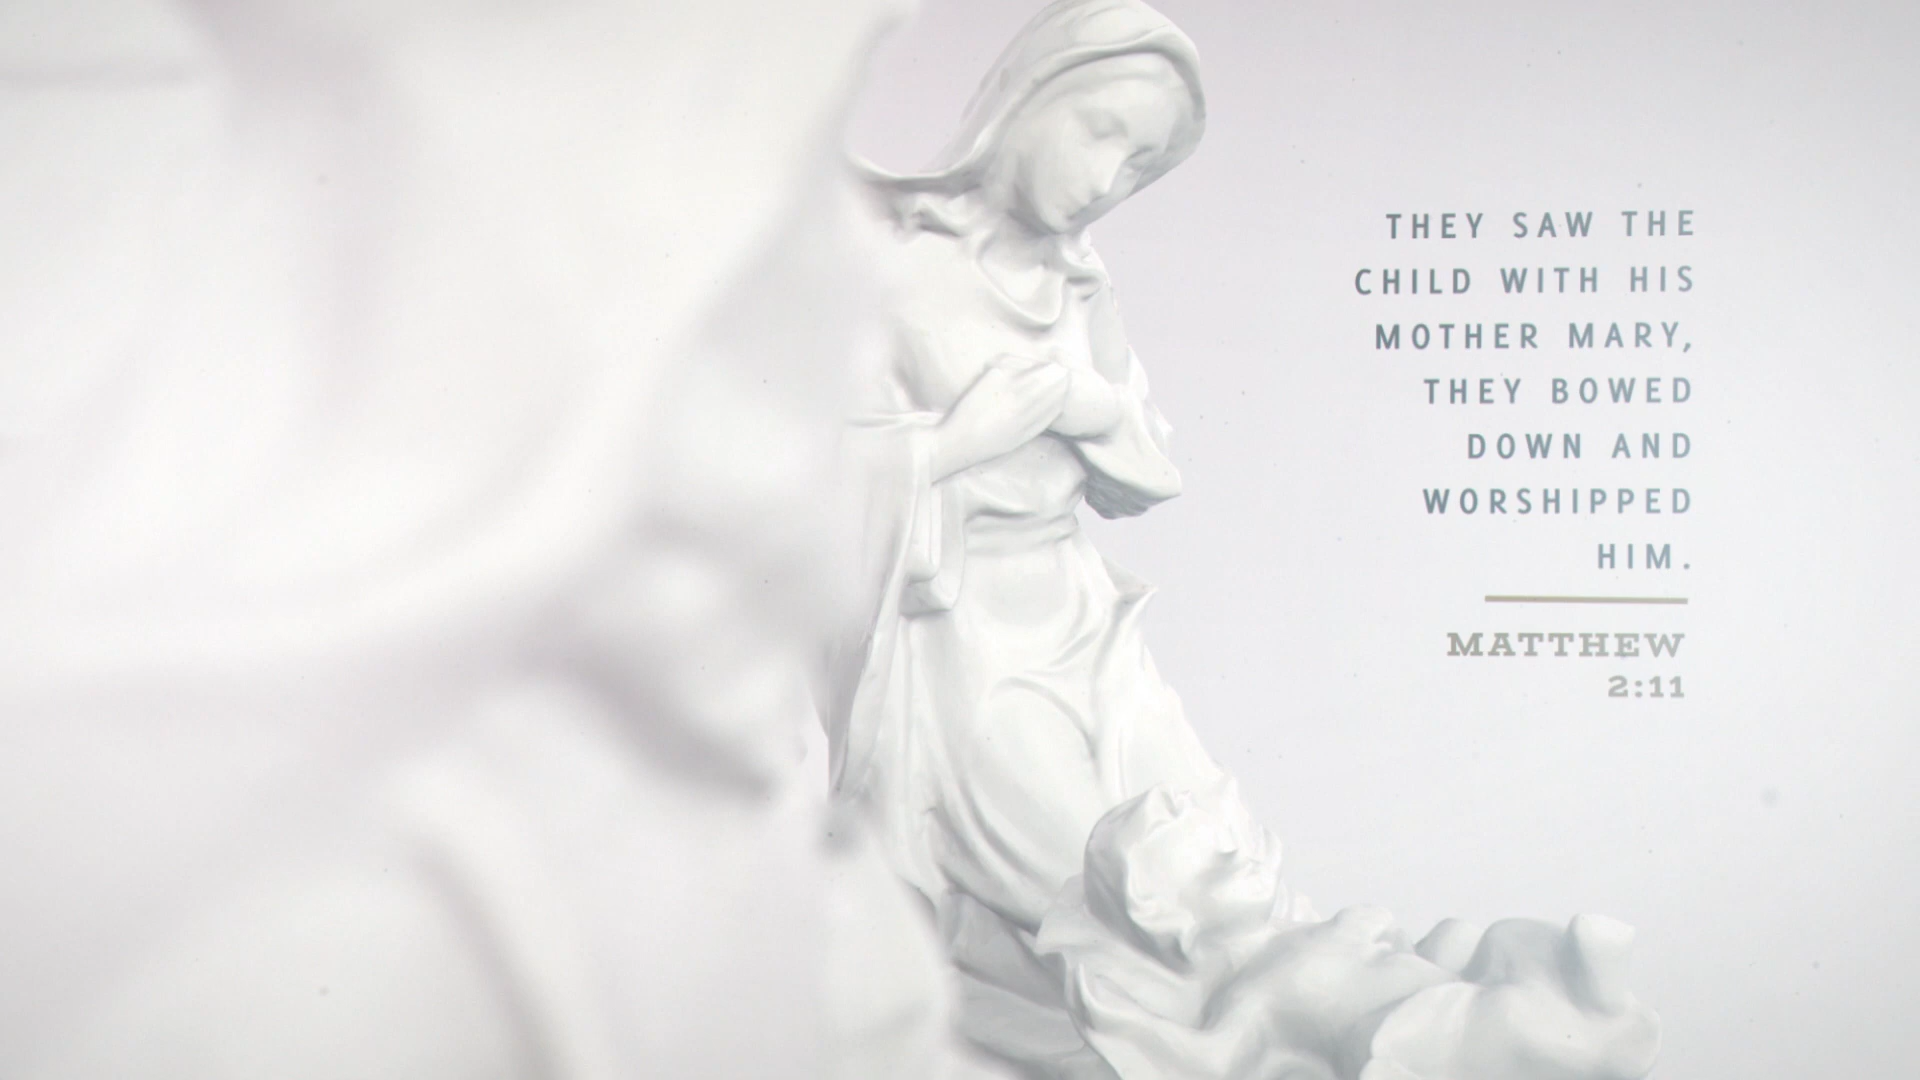 THEY SAW THE
CHILD WITH HIS
MOTHER MARY,
THEY BOWED
DOWN AND
WORSHIPPED
HIM.
MATTHEW
2:11